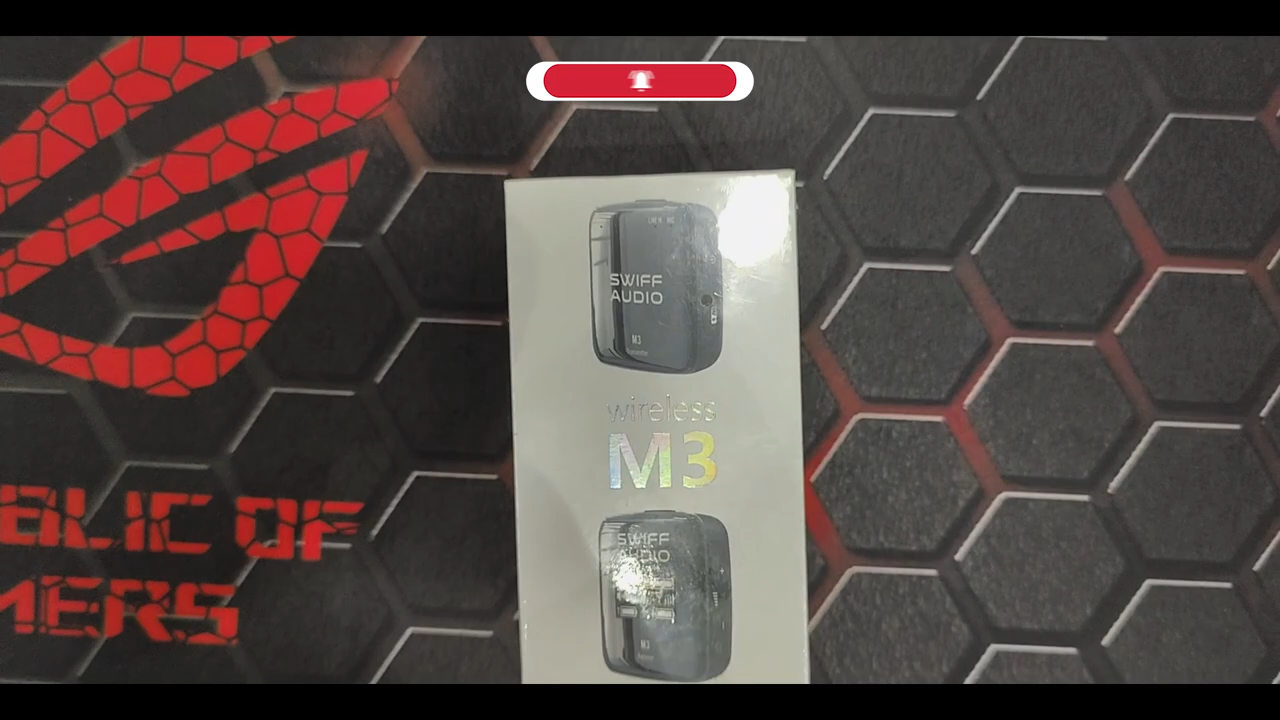 SWIFF
AUDIO
M3
wireless
M3
SWIFF
AUDIO
M3
BLIC OF
MERS